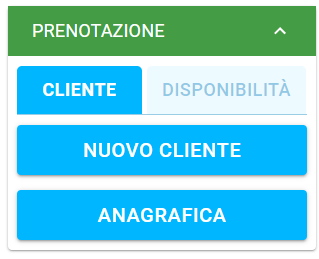 PRENOTAZIONE
CLIENTE DISPONIBILITÀ
NUOVO CLIENTE
ANAGRAFICA